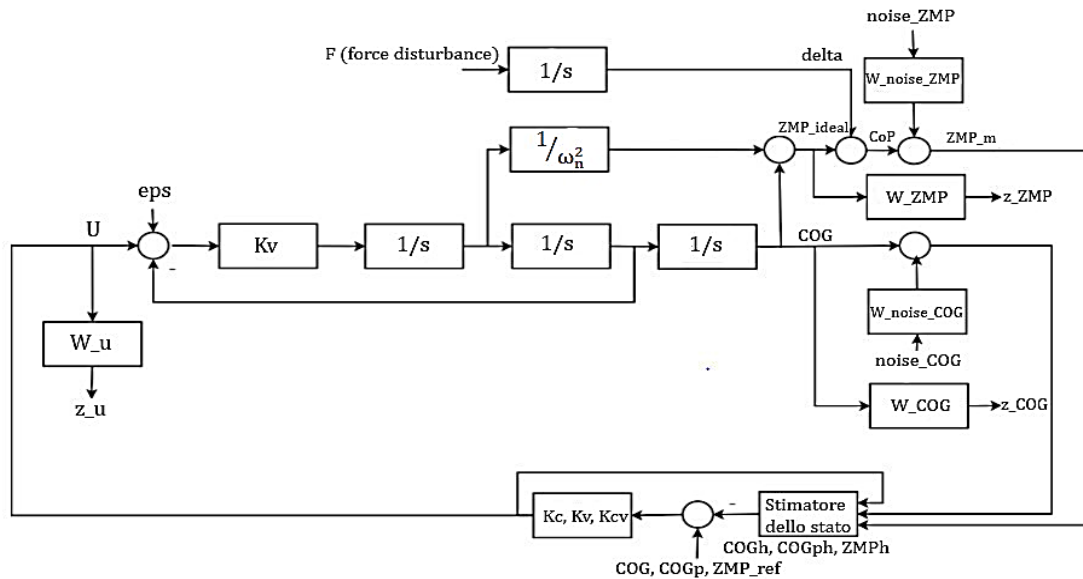 noise_ZMP
F (force disturbance)
1/s
delta
W_noise_ZMP
1/ω_n^2
ZMP_ideal
CoP
ZMP_m
eps
W_ZMP
z_ZMP
U
-
Kv
1/s
1/s
1/s
COG
W_noise_COG
noise_COG
W_u
z_u
W_COG
z_COG
Kc, Kv, Kcv
-
Stimatore
dello stato
COGh, COGph, ZMPh
COG, COGp, ZMP_ref